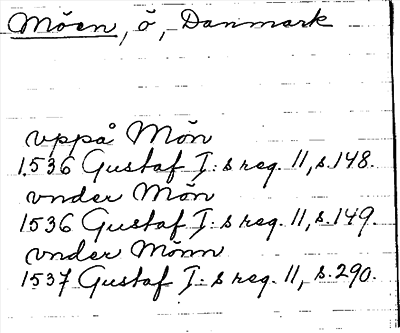 Möen, ö, Danmark
vppå Mön
1536 Gustaf I:s reg. 11, s. 148.
vnder Mön
1536 Gustaf I:s reg. 11, s. 149.
vnder Mönn
1537 Gustaf I:s reg. 11, s. 290.